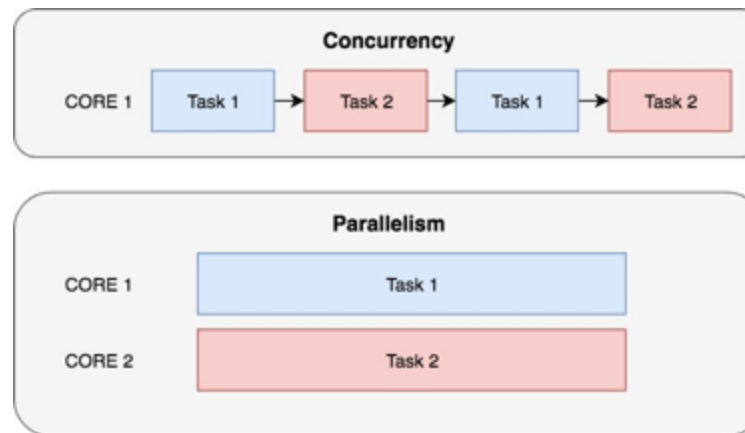 Concurrency
CORE 1 Task 1 Task 2 Task 1 Task 2
Parallelism
CORE 1 Task 1
CORE 2 Task 2